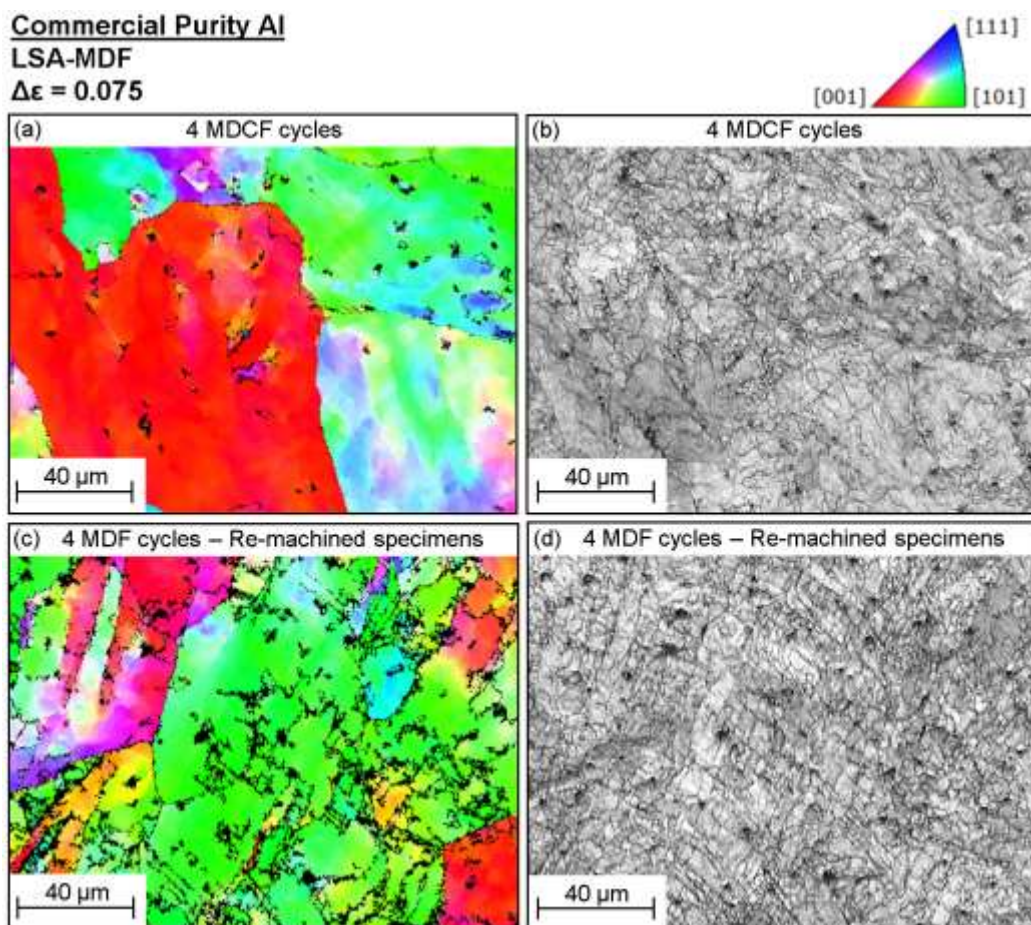 Commercial Purity Al
LSA-MDF
Δε = 0.075
[111]
[001]
[101]
(a) 4 MDCF cycles
(b) 4 MDCF cycles
40 µm
40 µm
(c) 4 MDF cycles – Re-machined specimens
(d) 4 MDF cycles – Re-machined specimens
40 µm
40 µm